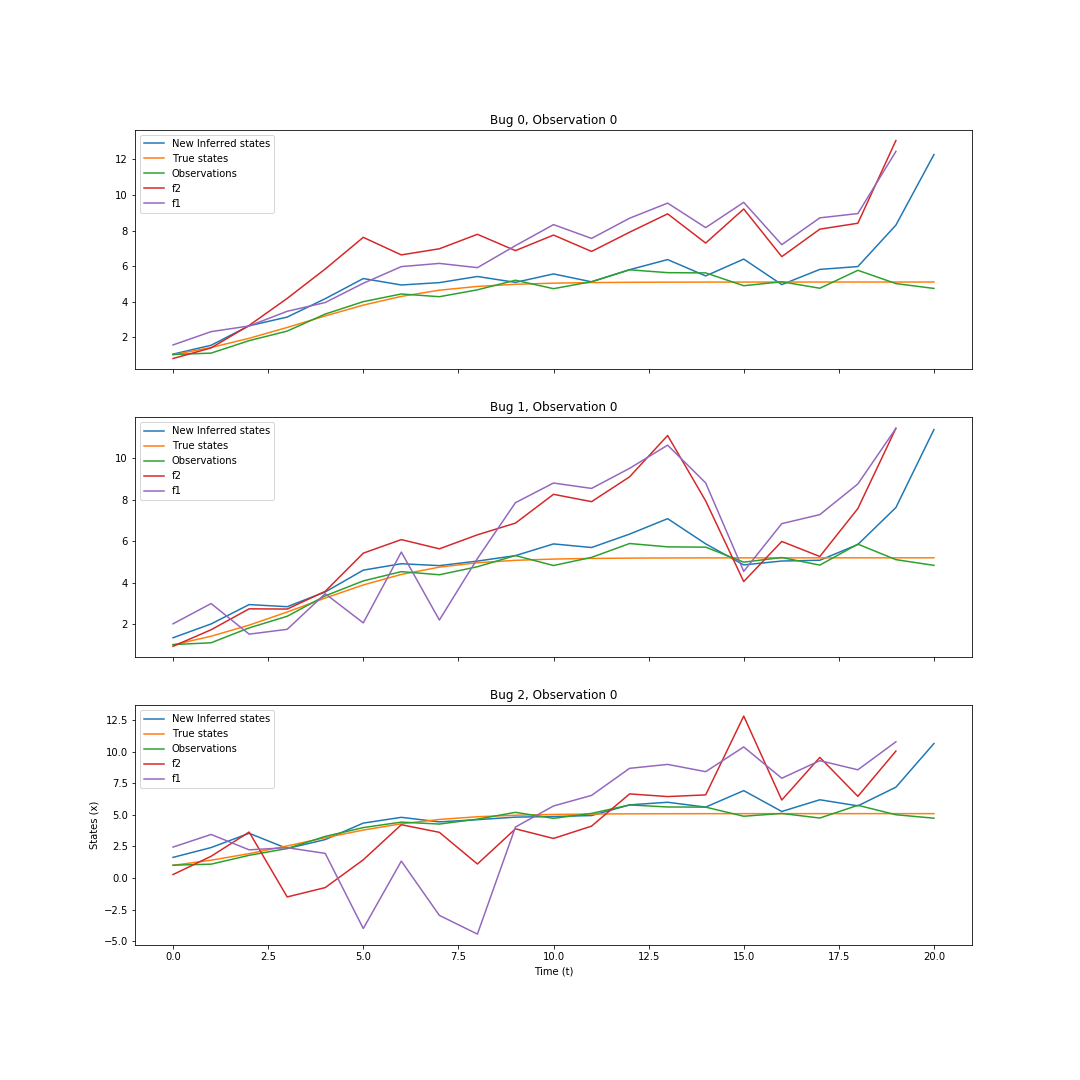 Bug 0, Observation 0
New Inferred states
True states
Observations
f2
f1
12
10
8
6
4
2
Bug 1, Observation 0
New Inferred states
True states
Observations
f2
f1
10
8
6
4
2
Bug 2, Observation 0
New Inferred states
True states
Observations
f2
f1
12.5
10.0
7.5
5.0
2.5
0.0
−2.5
−5.0
States (x)
0.0 2.5 5.0 7.5 10.0 12.5 15.0 17.5 20.0
Time (t)